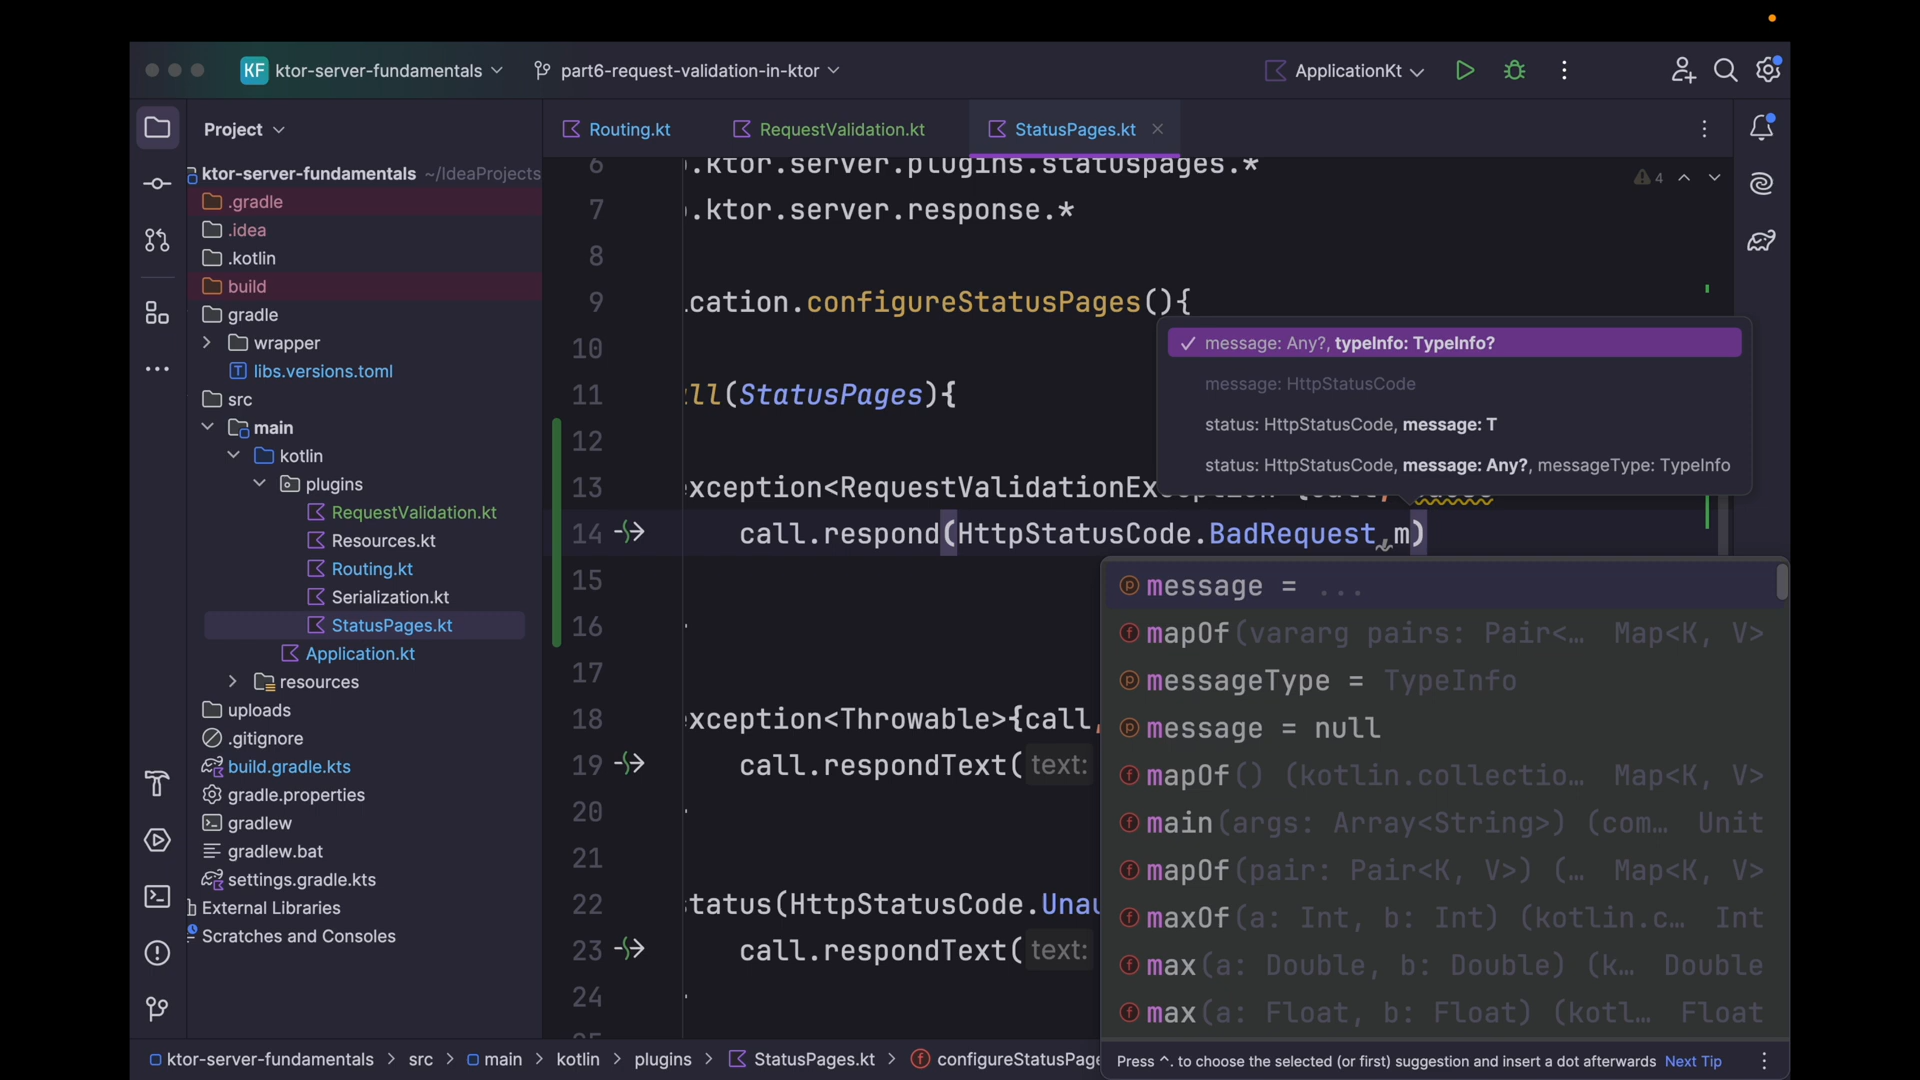 KF ktor-server-fundamentals part6-request-validation-in-ktor ApplicationKt
Project
Routing.kt RequestValidation.kt StatusPages.kt
ktor-server-fundamentals ~/IdeaProjects
.gradle
.idea
.kotlin
build
gradle
wrapper
libs.versions.toml
src
main
kotlin
plugins
RequestValidation.kt
Resources.kt
Routing.kt
Serialization.kt
StatusPages.kt
Application.kt
resources
uploads
.gitignore
build.gradle.kts
gradle.properties
gradlew
gradlew.bat
settings.gradle.kts
External Libraries
Scratches and Consoles
6 .ktor.server.plugins.statuspages.*
4
7 .ktor.server.response.*
8
9 cation.configureStatusPages(){
10
11 ll(StatusPages){
12
13 xception<RequestValidationEx
14 call.respond(HttpStatusCode.BadRequest,m)
15
16
17
18 xception<Throwable>{call,
19 call.respondText( text:
20
21
22 status(HttpStatusCode.Unau
23 call.respondText( text:
24
message: Any?, typeInfo: TypeInfo?
message: HttpStatusCode
status: HttpStatusCode, message: T
status: HttpStatusCode, message: Any?, messageType: TypeInfo
message = ...
mapOf(vararg pairs: Pair<… Map<K, V>
messageType = TypeInfo
message = null
mapOf() (kotlin.collectio… Map<K, V>
main(args: Array<String>) (com… Unit
mapOf(pair: Pair<K, V>) (… Map<K, V>
maxOf(a: Int, b: Int) (kotlin.c… Int
max(a: Double, b: Double) (k… Double
max(a: Float, b: Float) (kotl… Float
Press ^. to choose the selected (or first) suggestion and insert a dot afterwards Next Tip
ktor-server-fundamentals > src > main > kotlin > plugins > StatusPages.kt > configureStatusPage